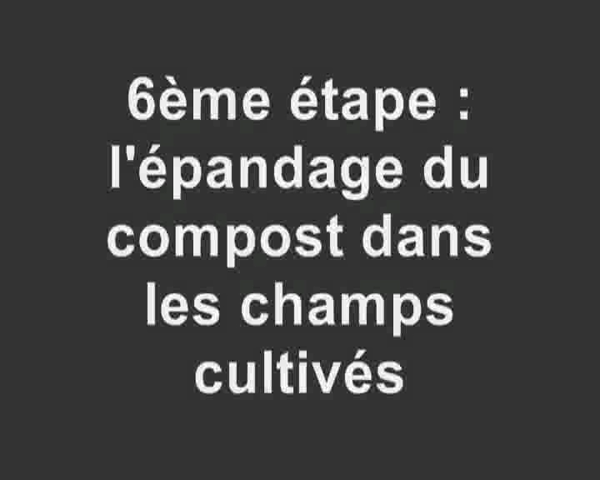 6ème étape :
l'épandage du
compost dans
les champs
cultivés